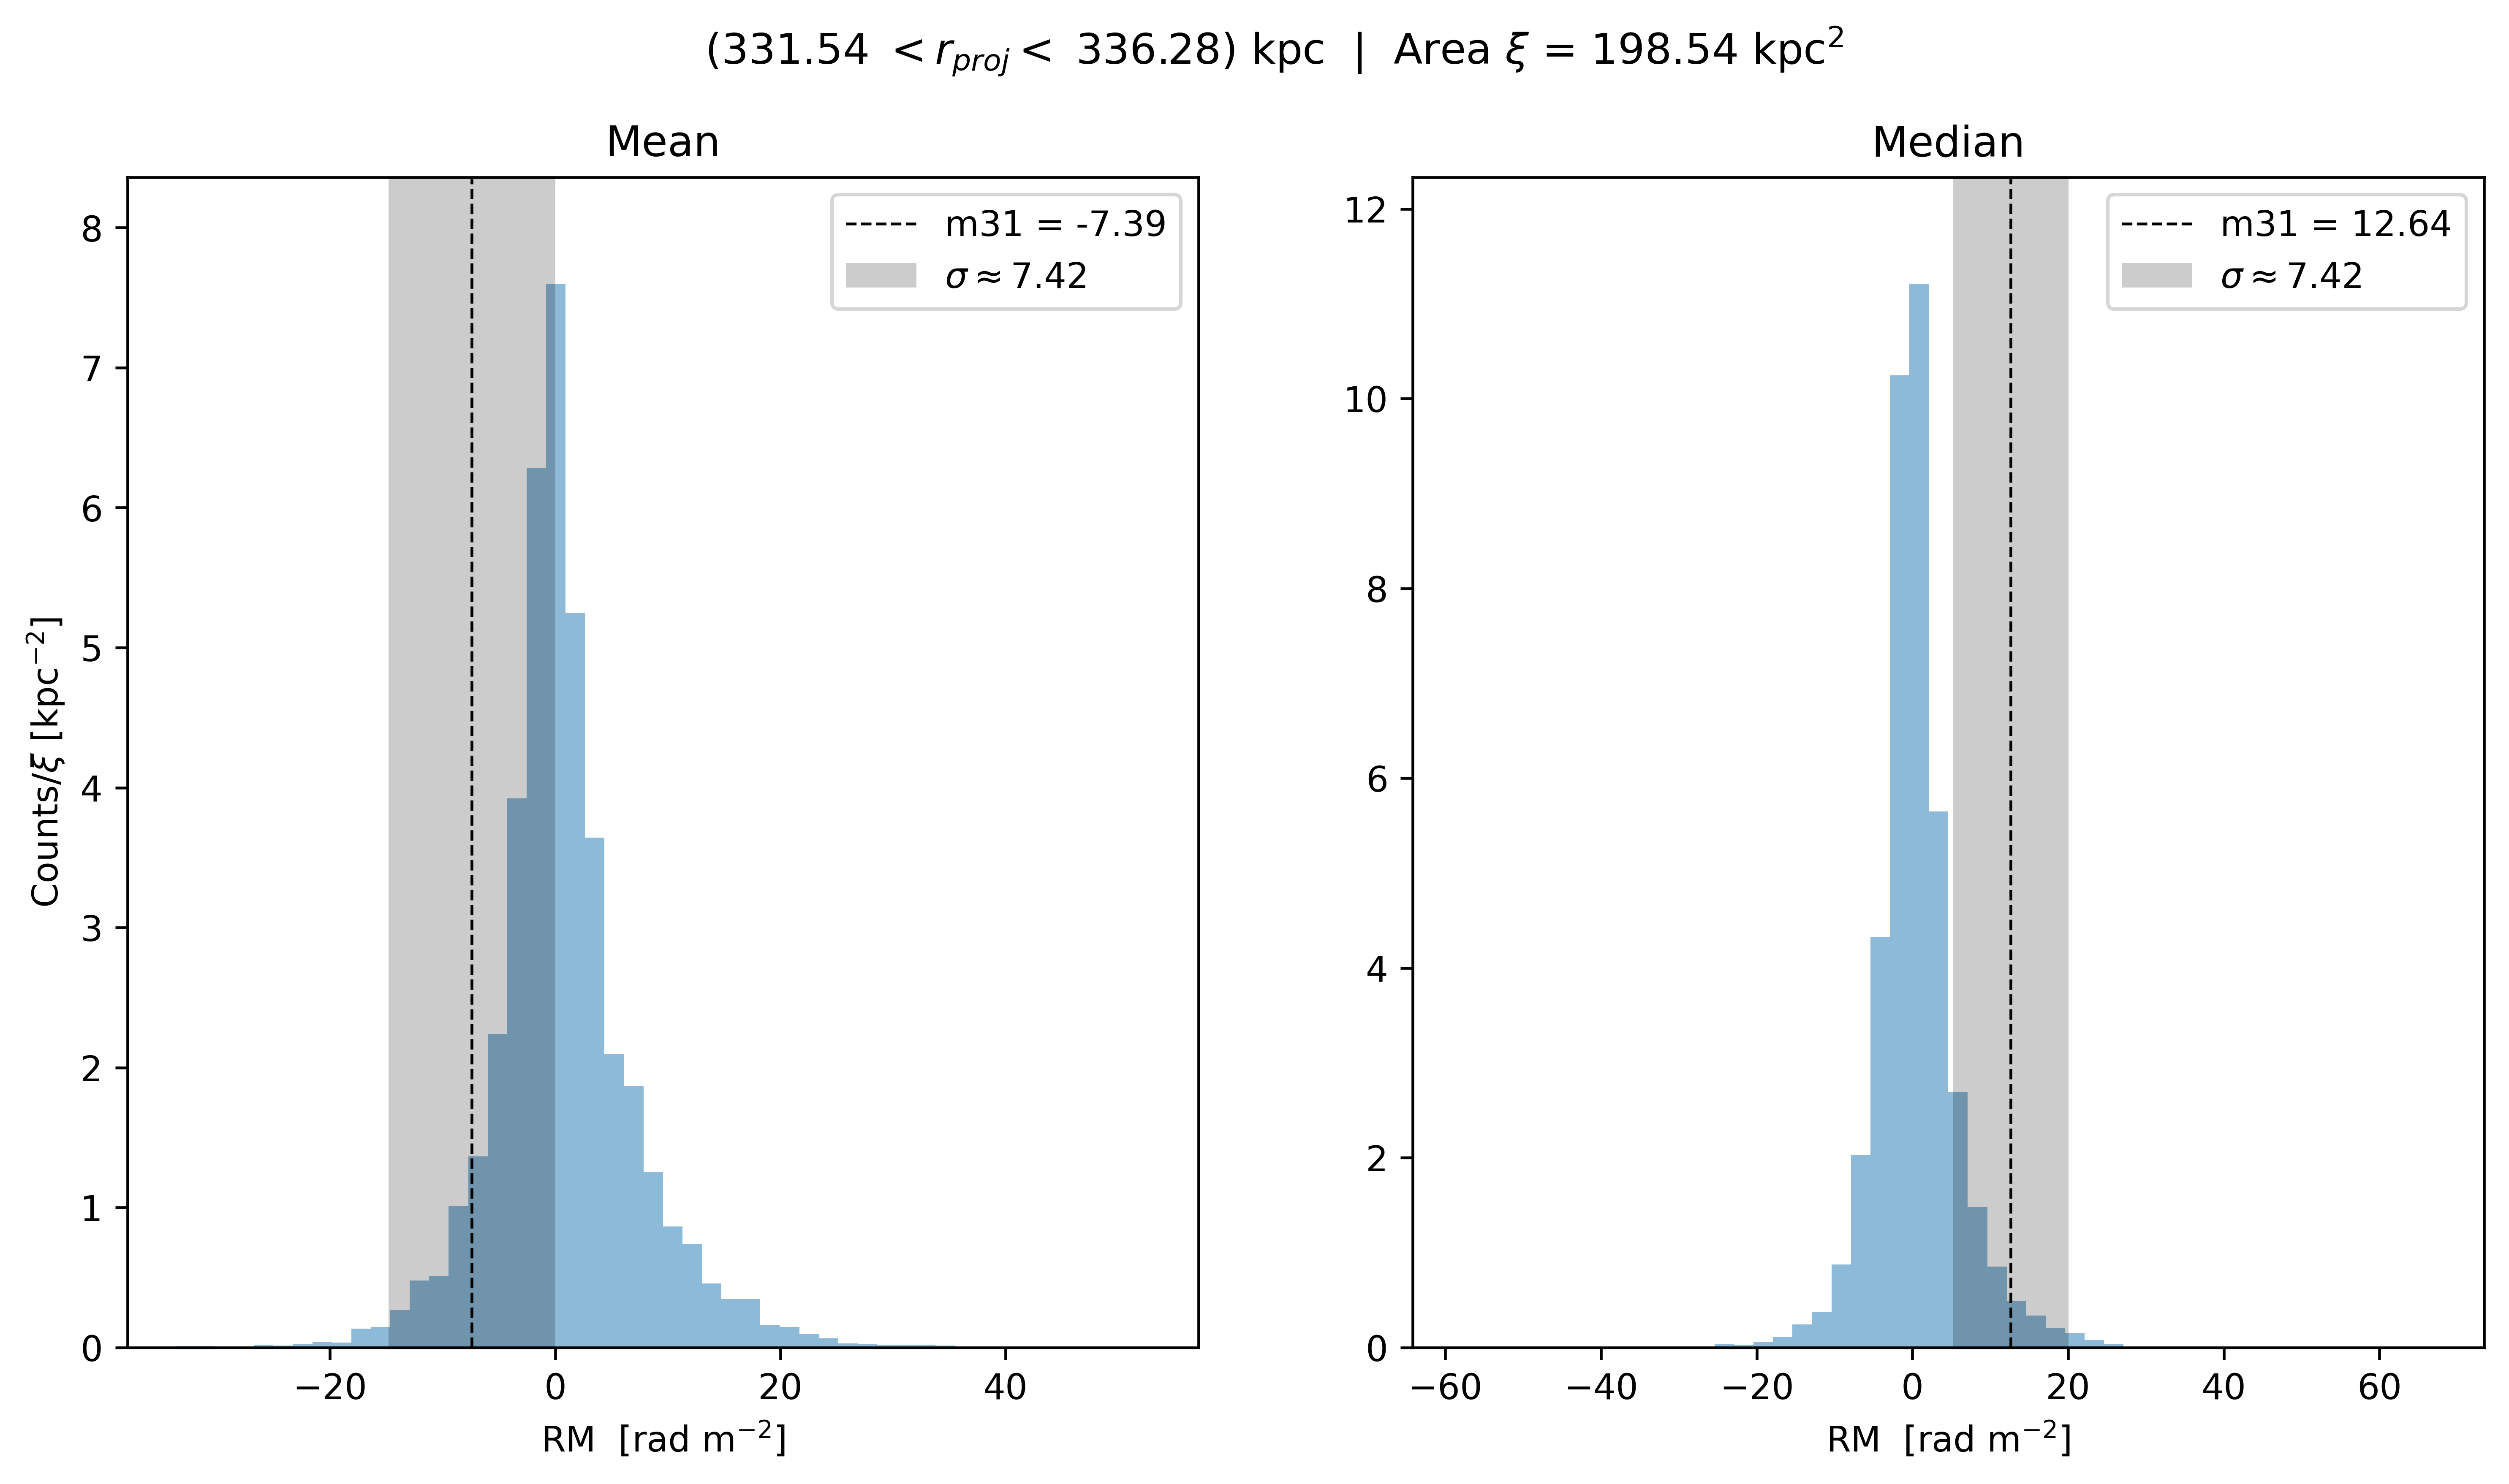 (331.54 < r_proj < 336.28) kpc | Area ξ = 198.54 kpc²
Mean
m31 = -7.39
σ ≈ 7.42
8
7
6
5
4
3
2
1
0
Counts/ξ [kpc⁻²]
−20 0 20 40
RM [rad m⁻²]
Median
m31 = 12.64
σ ≈ 7.42
12
10
8
6
4
2
0
−60 −40 −20 0 20 40 60
RM [rad m⁻²]